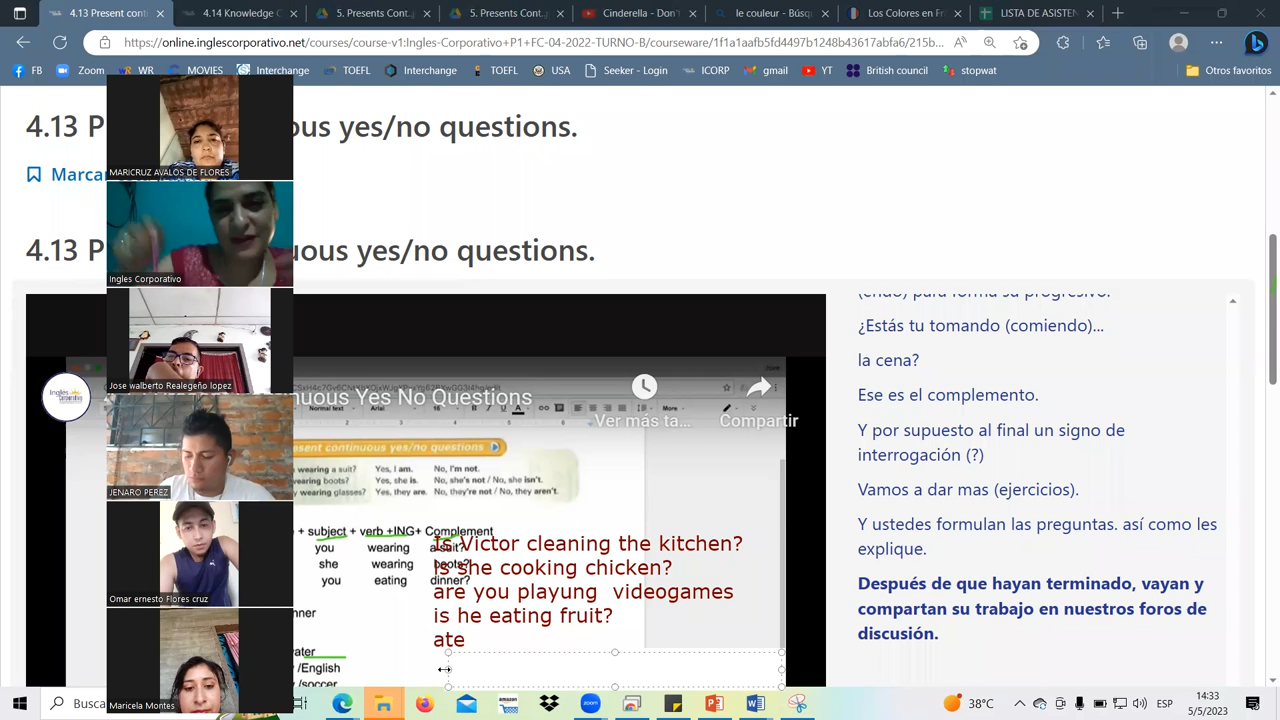 4 Knowledge C
5. Presents Conti
5. Presents Conti
Cinderella - Don'
le couleur - Búsq
Los Colores en Fr
LISTA DE ASISTEN
https://online.inglescorporativo.net/courses/course-v1:Ingles-Corporativo+P1+FC-04-2022-TURNO-B/courseware/1f1a1aafb5fd4497b1248b43617abfa6/215b...
FB
Zoom
WR
MOVIES
Interchange
TOEFL
Interchange
TOEFL
USA
Seeker - Login
ICORP
gmail
YT
British council
stopwat
Otros favoritos
4.13 P
ous yes/no questions.
Marca
4.13 P
uous yes/no questions.
MARICRUZ AVALOS DE FLORES
Ingles Corporativo
Jose walberto Realegeño lopez
JENARO PEREZ
Omar ernesto Flores cruz
Maricela Montes
nuous Yes No Questions
Ver más ta...
Compartir
Normal text
Arial
More
present continuous yes/no questions
wearing a suit? Yes, I am. No, I'm not.
wearing boots? Yes, she is. No, she's not / No, she isn't.
wearing glasses? Yes, they are. No, they're not / No, they aren't.
+ subject + verb +ING+ Complement
you wearing a suit?
she wearing boots?
you eating dinner?
nner
ater
/English
/soccer
Is Victor cleaning the kitchen?
is she cooking chicken?
are you playung videogames
is he eating fruit?
ate
(endo) para forma su progresivo.
¿Estás tu tomando (comiendo)...
la cena?
Ese es el complemento.
Y por supuesto al final un signo de
interrogación (?)
Vamos a dar mas (ejercicios).
Y ustedes formulan las preguntas. así como les
explique.
Después de que hayan terminado, vayan y
compartan su trabajo en nuestros foros de
discusión.
Busca
38°C
ESP
14:33
5/5/2023